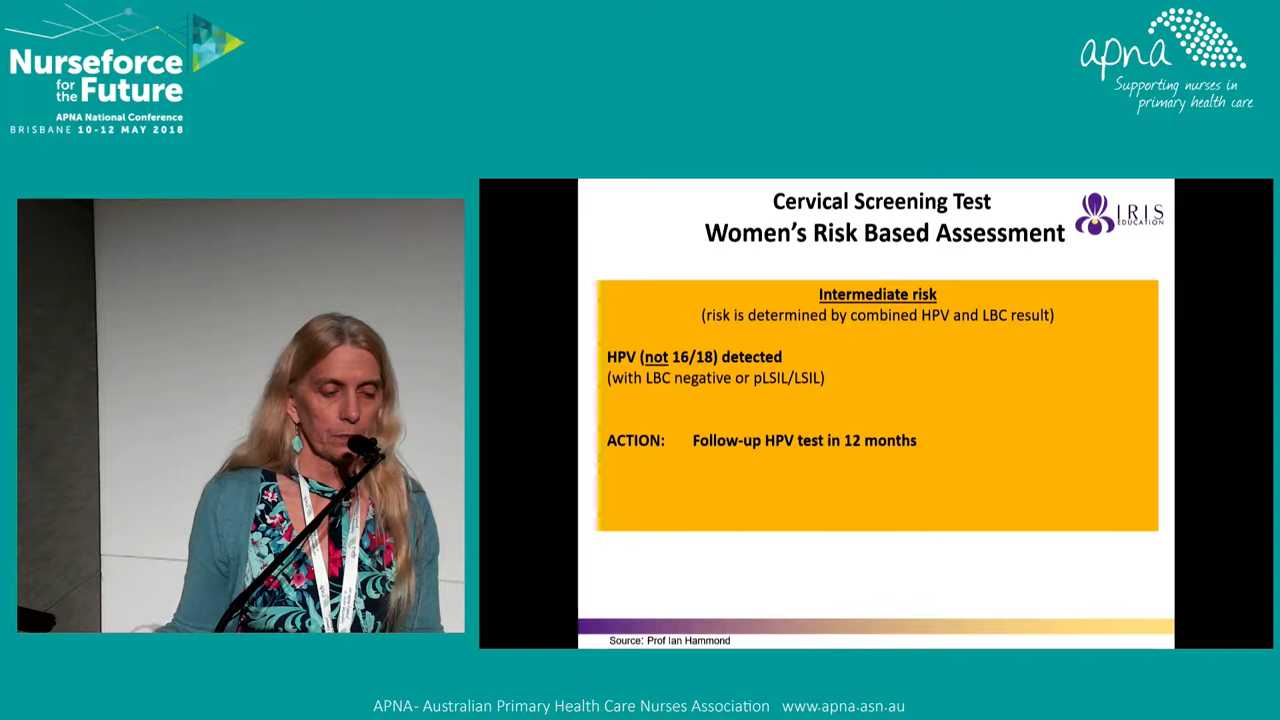 Nurseforce
for the Future
APNA National Conference
BRISBANE 10-12 MAY 2018
apna
Supporting nurses in
primary health care
Cervical Screening Test
Women's Risk Based Assessment
IRIS
EDUCATION
Intermediate risk
(risk is determined by combined HPV and LBC result)
HPV (not 16/18) detected
(with LBC negative or pLSIL/LSIL)
ACTION: Follow-up HPV test in 12 months
Source: Prof Ian Hammond
APNA- Australian Primary Health Care Nurses Association www.apna.asn.au